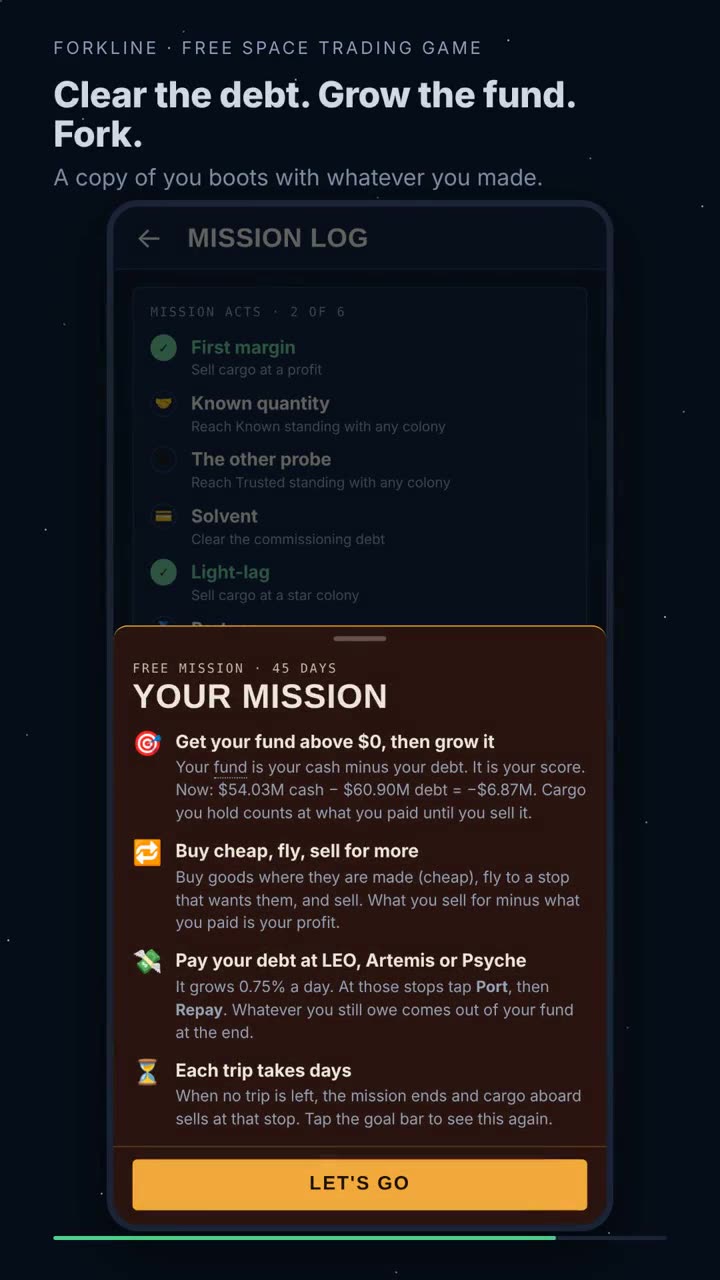 FORKLINE · FREE SPACE TRADING GAME
Clear the debt. Grow the fund.
Fork.
A copy of you boots with whatever you made.
← MISSION LOG
MISSION ACTS · 2 OF 6
First margin
Sell cargo at a profit
Known quantity
Reach Known standing with any colony
The other probe
Reach Trusted standing with any colony
Solvent
Clear the commissioning debt
Light-lag
Sell cargo at a star colony
FREE MISSION · 45 DAYS
YOUR MISSION
Get your fund above $0, then grow it
Your fund is your cash minus your debt. It is your score.
Now: $54.03M cash − $60.90M debt = −$6.87M. Cargo
you hold counts at what you paid until you sell it.
Buy cheap, fly, sell for more
Buy goods where they are made (cheap), fly to a stop
that wants them, and sell. What you sell for minus what
you paid is your profit.
Pay your debt at LEO, Artemis or Psyche
It grows 0.75% a day. At those stops tap Port, then
Repay. Whatever you still owe comes out of your fund
at the end.
Each trip takes days
When no trip is left, the mission ends and cargo aboard
sells at that stop. Tap the goal bar to see this again.
LET'S GO